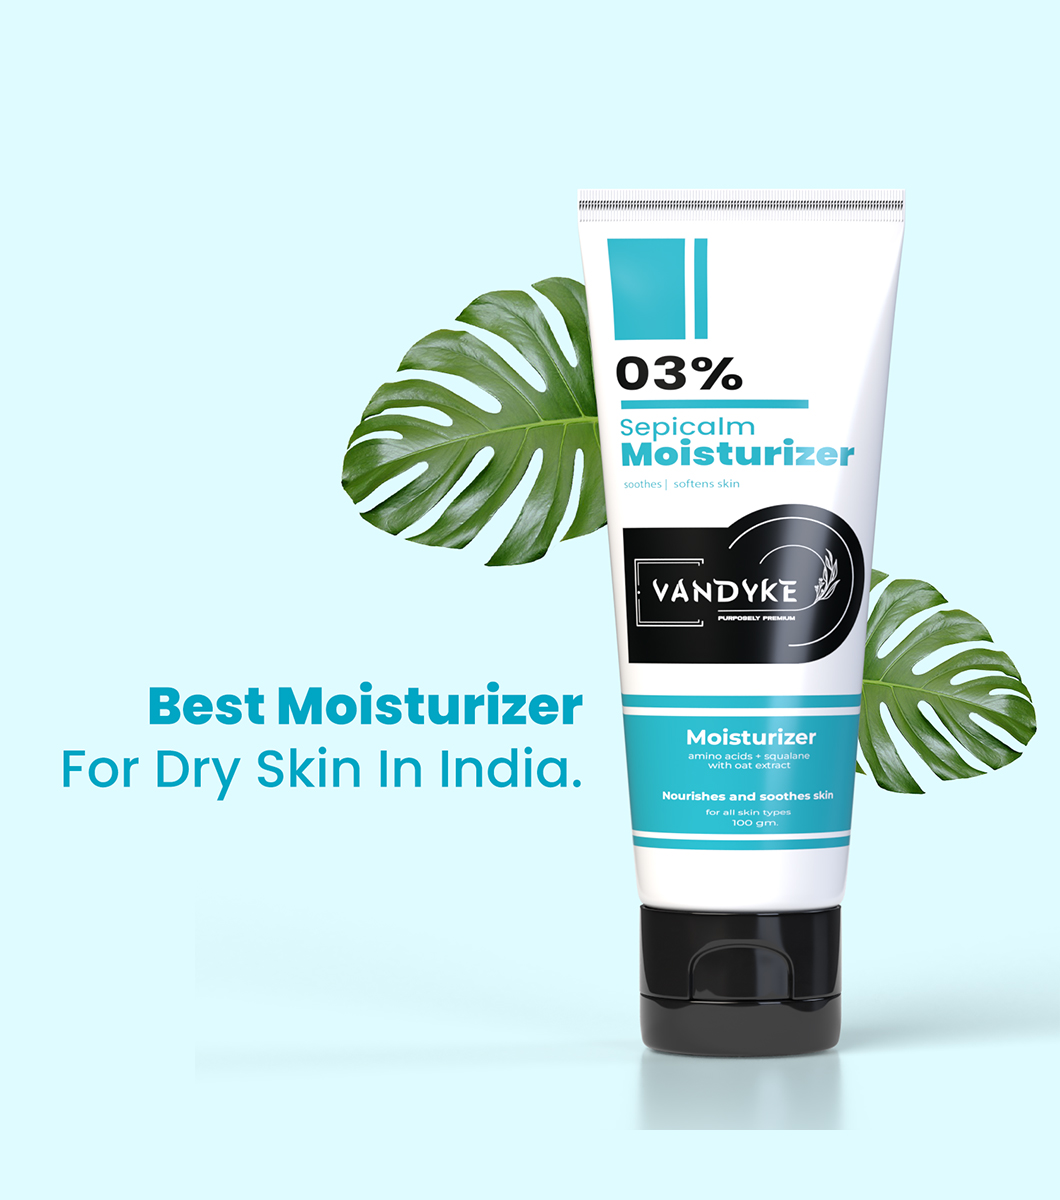 03%
Sepicalm
Moisturizer
soothes | softens skin
VANDYKE
PURPOSELY PREMIUM
Best Moisturizer
For Dry Skin In India.
Moisturizer
amino acids + squalane
with oat extract
Nourishes and soothes skin
for all skin types
100 gm.